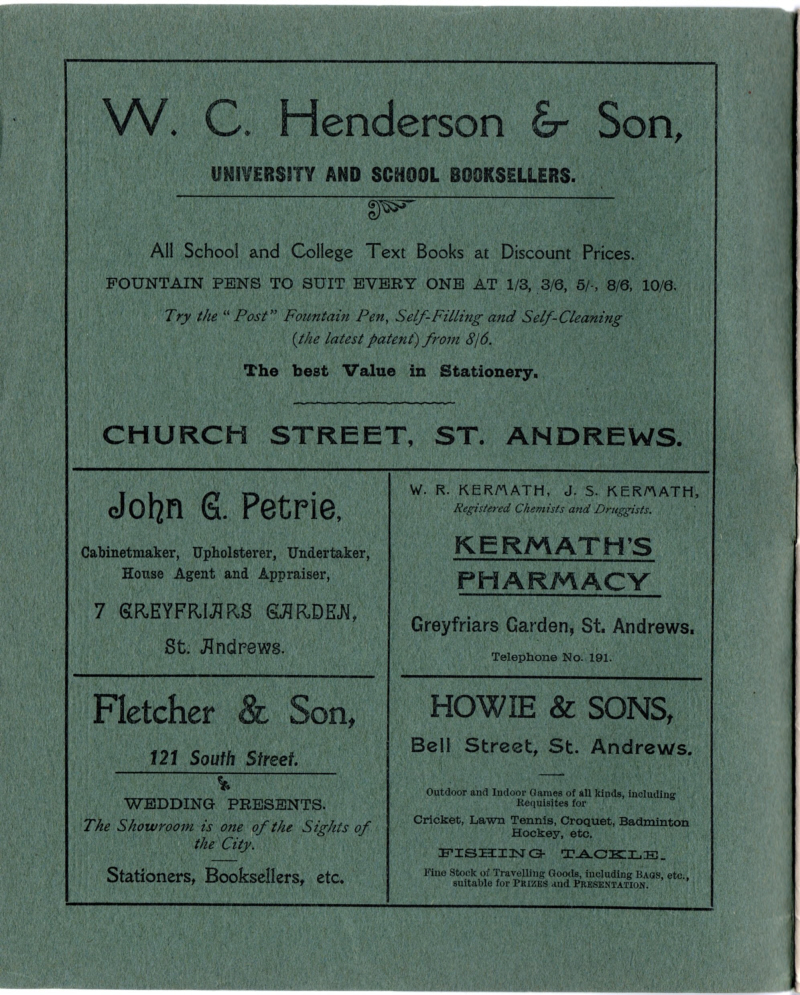 W. C. Henderson & Son,
UNIVERSITY AND SCHOOL BOOKSELLERS.
All School and College Text Books at Discount Prices.
FOUNTAIN PENS TO SUIT EVERY ONE AT 1/3, 3/6, 5/-, 8/6, 10/6.
Try the "Post" Fountain Pen, Self-Filling and Self-Cleaning
(the latest patent) from 8/6.
The best Value in Stationery.
CHURCH STREET, ST. ANDREWS.
John G. Petrie,
Cabinetmaker, Upholsterer, Undertaker,
House Agent and Appraiser,
7 GREYFRIARS GARDEN,
St. Andrews.
W. R. KERMATH, J. S. KERMATH,
Registered Chemists and Druggists.
KERMATH'S
PHARMACY
Greyfriars Garden, St. Andrews.
Telephone No. 191.
Fletcher & Son,
121 South Street.
WEDDING PRESENTS.
The Showroom is one of the Sights of
the City.
Stationers, Booksellers, etc.
HOWIE & SONS,
Bell Street, St. Andrews.
Outdoor and Indoor Games of all kinds, including
Requisites for
Cricket, Lawn Tennis, Croquet, Badminton
Hockey, etc.
FISHING TACKLE.
Fine Stock of Travelling Goods, including BAGS, etc.,
suitable for PRIZES and PRESENTATION.